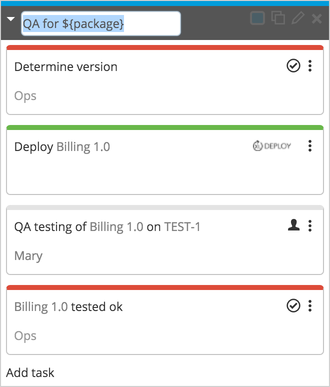 QA for ${package}
Determine version
Ops
Deploy Billing 1.0
DEPLOY
QA testing of Billing 1.0 on TEST-1
Mary
Billing 1.0 tested ok
Ops
Add task